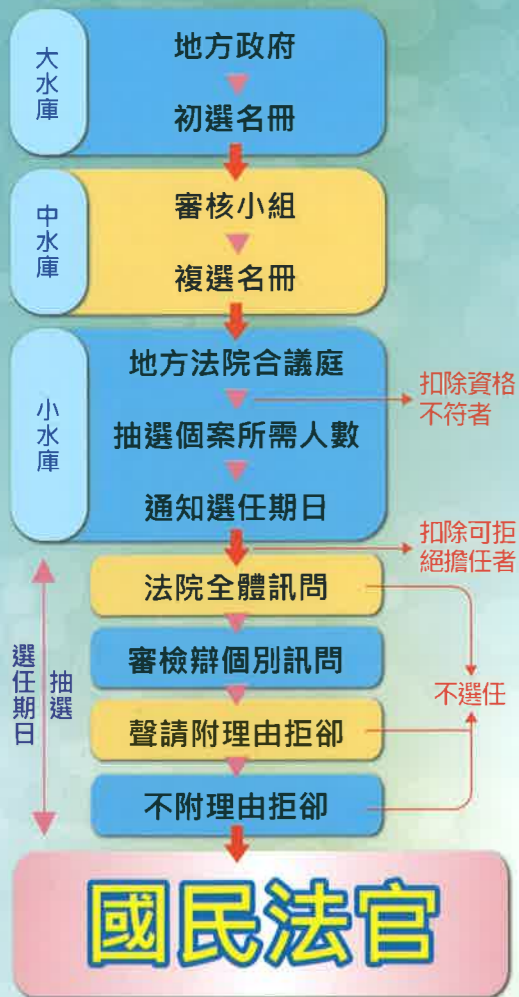 大水庫
地方政府
初選名冊
中水庫
審核小組
複選名冊
小水庫
地方法院合議庭
扣除資格
不符者
抽選個案所需人數
通知選任期日
扣除可拒
絕擔任者
選任期日
抽選
法院全體訊問
審檢辯個別訊問
不選任
聲請附理由拒卻
不附理由拒卻
國民法官